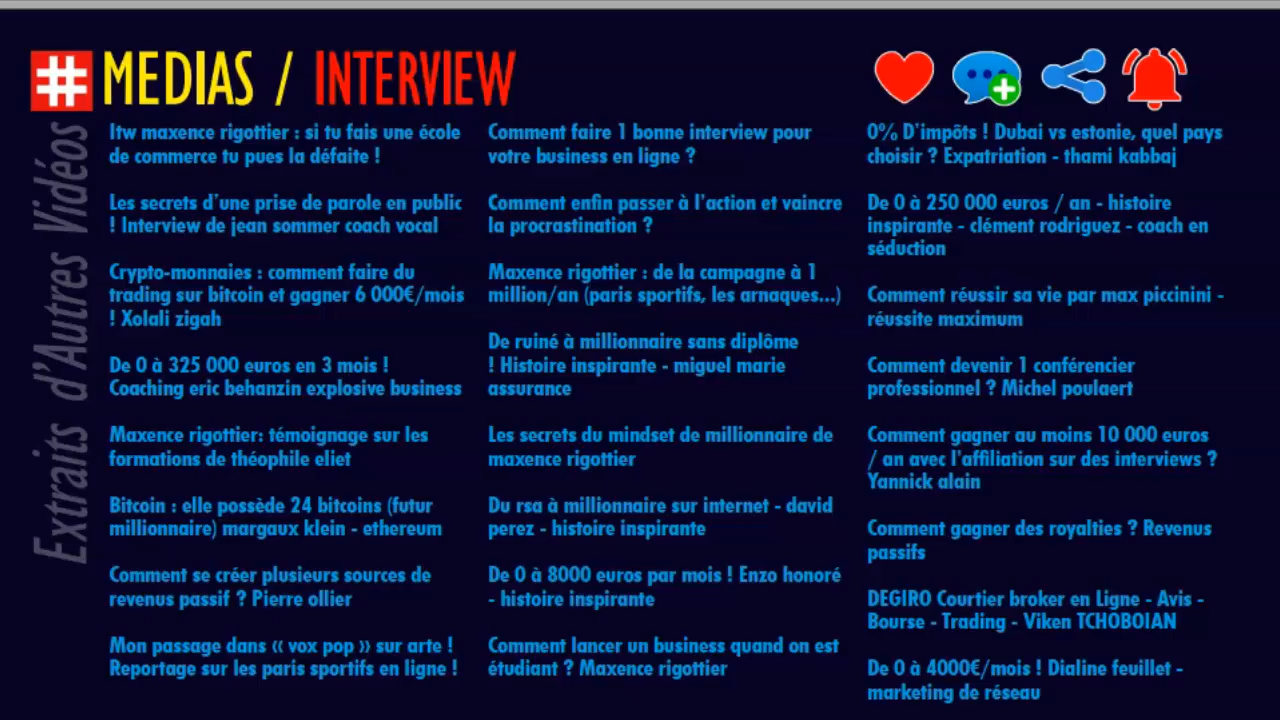 # MEDIAS / INTERVIEW
Extraits d'Autres Vidéos
Itw maxence rigottier : si tu fais une école
de commerce tu pues la défaite !
Les secrets d'une prise de parole en public
! Interview de jean sommer coach vocal
Crypto-monnaies : comment faire du
trading sur bitcoin et gagner 6 000€/mois
! Xolali zigah
De 0 à 325 000 euros en 3 mois !
Coaching eric behanzin explosive business
Maxence rigottier: témoignage sur les
formations de théophile eliet
Bitcoin : elle possède 24 bitcoins (futur
millionnaire) margaux klein - ethereum
Comment se créer plusieurs sources de
revenus passif ? Pierre ollier
Mon passage dans « vox pop » sur arte !
Reportage sur les paris sportifs en ligne !
Comment faire 1 bonne interview pour
votre business en ligne ?
Comment enfin passer à l'action et vaincre
la procrastination ?
Maxence rigottier : de la campagne à 1
million/an (paris sportifs, les arnaques...)
De ruiné à millionnaire sans diplôme
! Histoire inspirante - miguel marie
assurance
Les secrets du mindset de millionnaire de
maxence rigottier
Du rsa à millionnaire sur internet - david
perez - histoire inspirante
De 0 à 8000 euros par mois ! Enzo honoré
- histoire inspirante
Comment lancer un business quand on est
étudiant ? Maxence rigottier
0% D'impôts ! Dubai vs estonie, quel pays
choisir ? Expatriation - thami kabbaj
De 0 à 250 000 euros / an - histoire
inspirante - clément rodriguez - coach en
séduction
Comment réussir sa vie par max piccinini -
réussite maximum
Comment devenir 1 conférencier
professionnel ? Michel poulaert
Comment gagner au moins 10 000 euros
/ an avec l'affiliation sur des interviews ?
Yannick alain
Comment gagner des royalties ? Revenus
passifs
DEGIRO Courtier broker en Ligne - Avis -
Bourse - Trading - Viken TCHOBOIAN
De 0 à 4000€/mois ! Dialine feuillet -
marketing de réseau